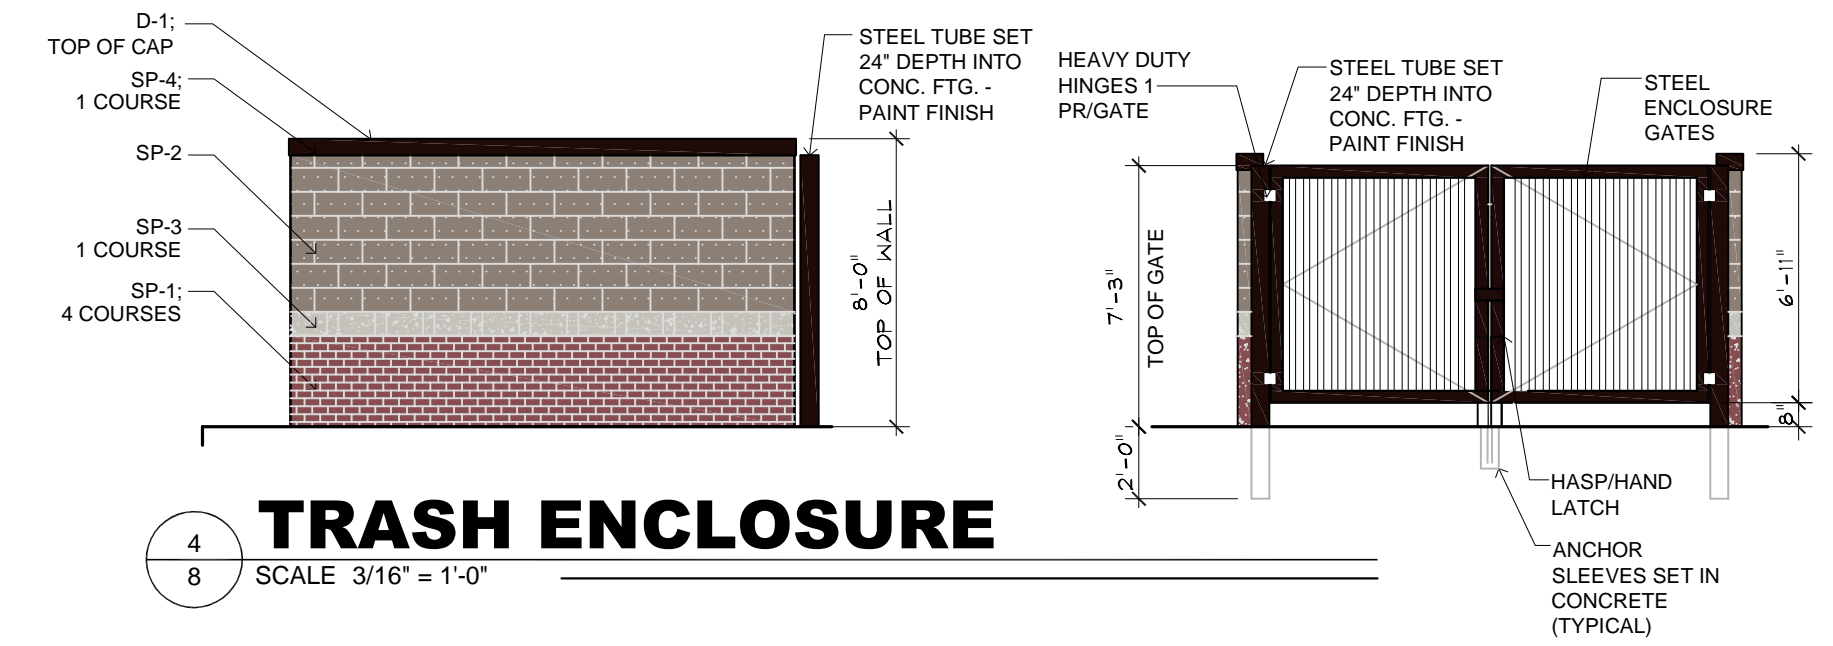 D-1;
TOP OF CAP
SP-4;
1 COURSE
SP-2
SP-3
1 COURSE
SP-1;
4 COURSES
STEEL TUBE SET
24" DEPTH INTO
CONC. FTG. -
PAINT FINISH
8'-0"
TOP OF WALL
HEAVY DUTY
HINGES 1
PR/GATE
STEEL TUBE SET
24" DEPTH INTO
CONC. FTG. -
PAINT FINISH
STEEL
ENCLOSURE
GATES
7'-3"
TOP OF GATE
2'-0"
6'-11"
8"
HASP/HAND
LATCH
ANCHOR
SLEEVES SET IN
CONCRETE
(TYPICAL)
4
8
TRASH ENCLOSURE
SCALE 3/16" = 1'-0"